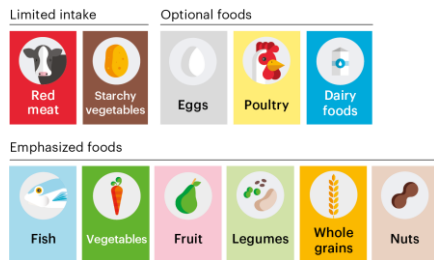 Limited intake
Optional foods
Red
meat
Starchy
vegetables
Eggs
Poultry
Dairy
foods
Emphasized foods
Fish
Vegetables
Fruit
Legumes
Whole
grains
Nuts